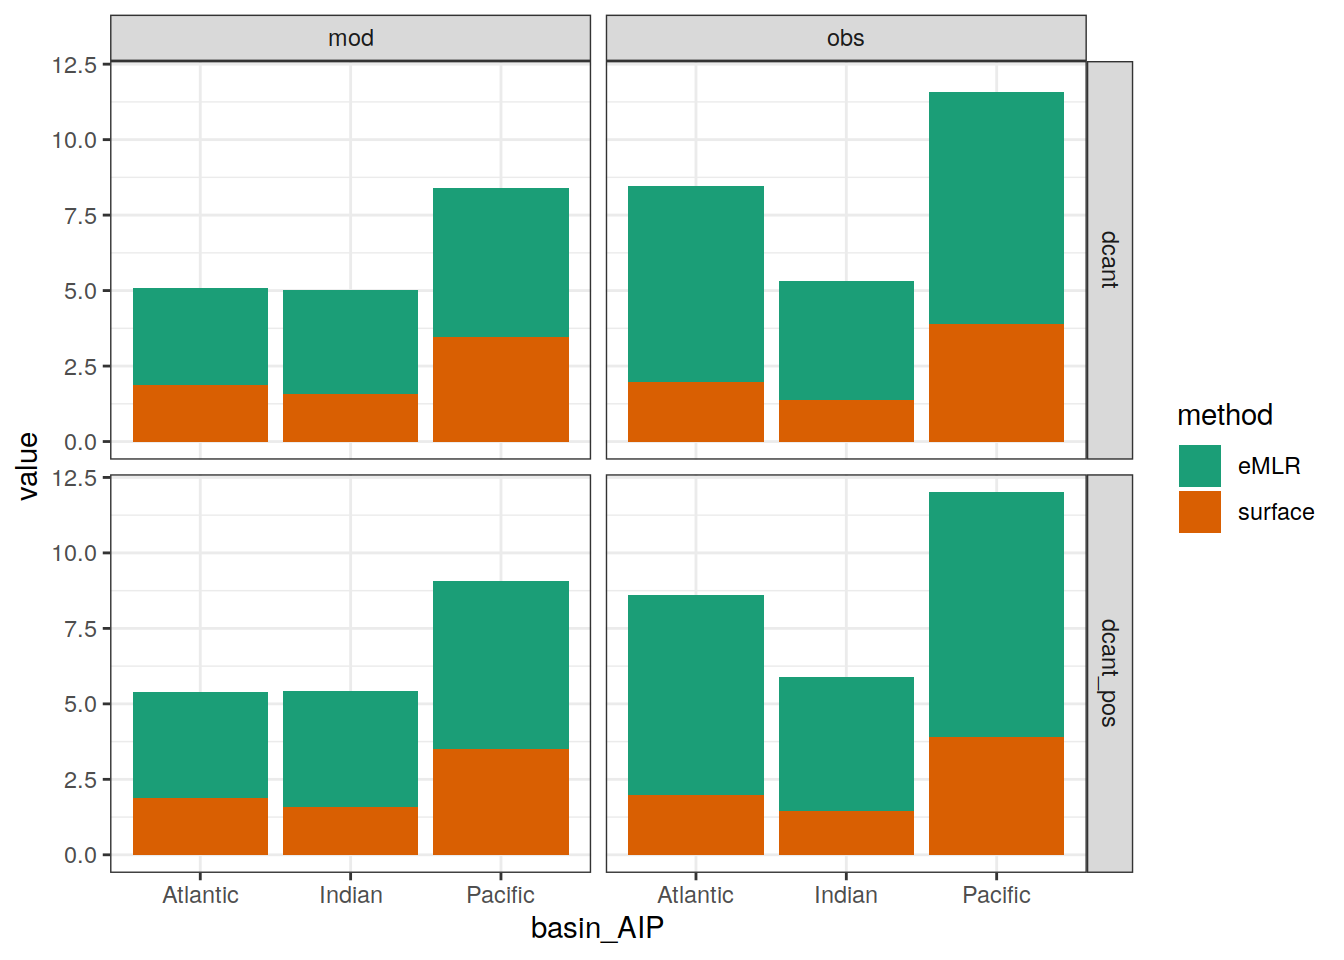 mod
obs
12.5
10.0
7.5
5.0
2.5
0.0
dcant
12.5
10.0
7.5
5.0
2.5
0.0
dcant_pos
value
Atlantic
Indian
Pacific
Atlantic
Indian
Pacific
basin_AIP
method
eMLR
surface